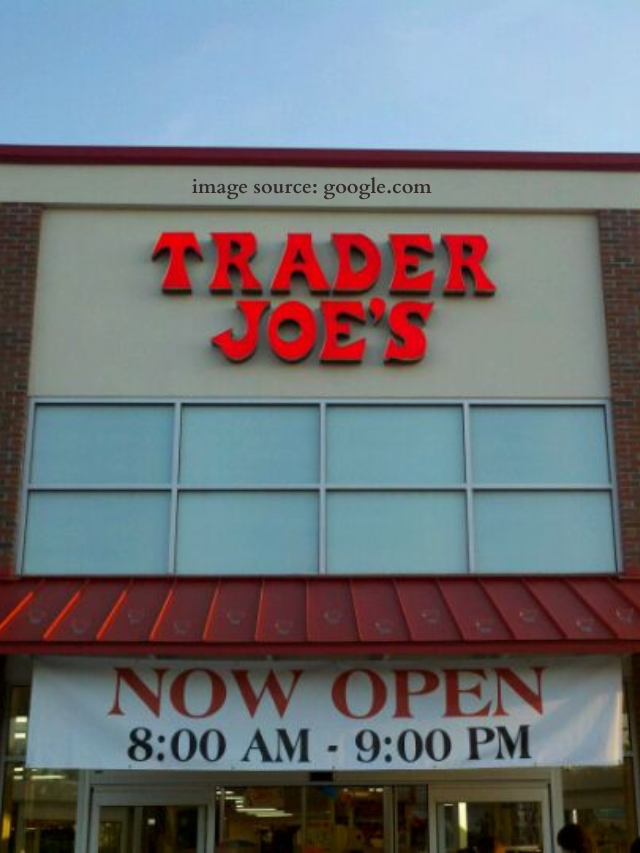 image source: google.com
TRADER
JOE'S
NOW OPEN
8:00 AM - 9:00 PM